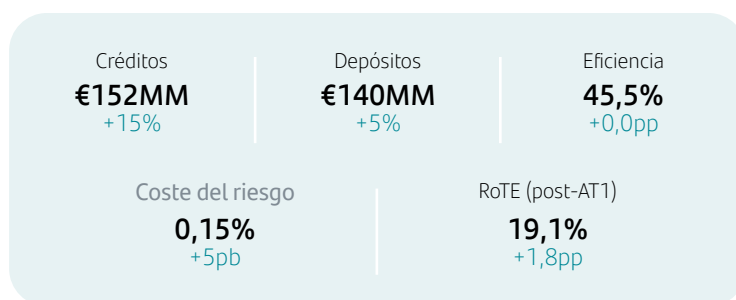 Créditos
€152MM
+15%
Depósitos
€140MM
+5%
Eficiencia
45,5%
+0,0pp
Coste del riesgo
0,15%
+5pb
RoTE (post-AT1)
19,1%
+1,8pp